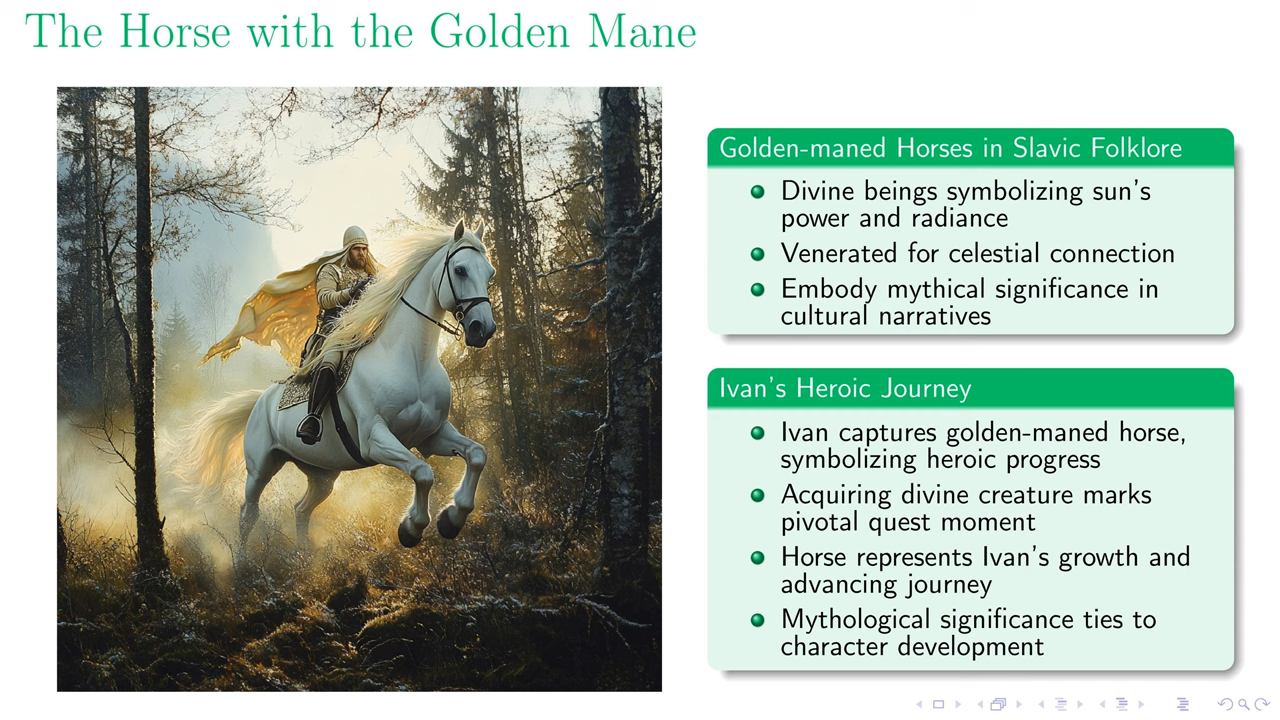 The Horse with the Golden Mane
Golden-maned Horses in Slavic Folklore
Divine beings symbolizing sun's
power and radiance
Venerated for celestial connection
Embody mythical significance in
cultural narratives
Ivan's Heroic Journey
Ivan captures golden-maned horse,
symbolizing heroic progress
Acquiring divine creature marks
pivotal quest moment
Horse represents Ivan's growth and
advancing journey
Mythological significance ties to
character development